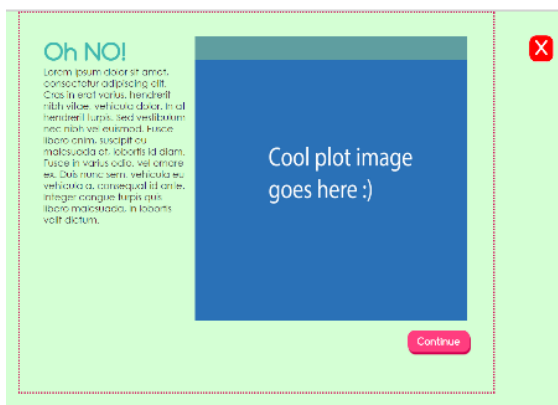 Oh NO!
Lorem ipsum dolor sit amet,
consectetur adipiscing elit.
Cras in erat varius, hendrerit
nibh vitae, vehicula dolor. In at
hendrerit turpis. Sed vestibulum
nec nibh vel euismod. Fusce
libero enim, suscipit eu
malesuada at, lobortis id diam.
Fusce in varius odio, vel ornare
ex. Duis nunc sem, vehicula eu
vehicula a, consequat id ante.
Integer congue turpis quis
libero malesuada, in lobortis
velit dictum.
Cool plot image
goes here :)
Continue
X